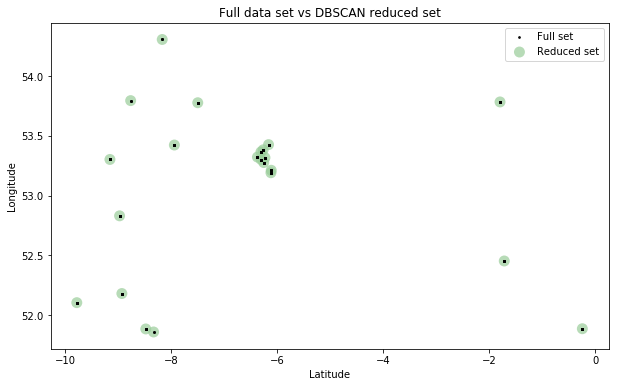 Full data set vs DBSCAN reduced set
Full set
Reduced set
54.0
53.5
53.0
52.5
52.0
Longitude
−10
−8
−6
−4
−2
0
Latitude